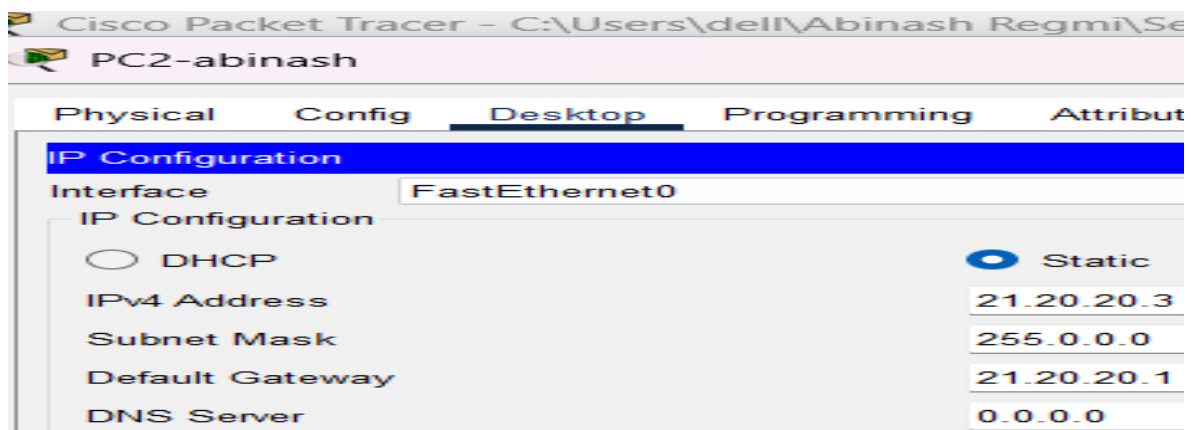 Cisco Packet Tracer - C:\Users\dell\Abinash Regmi\Se
PC2-abinash
Physical Config Desktop Programming Attribut
IP Configuration
Interface FastEthernet0
IP Configuration
DHCP Static
IPv4 Address 21.20.20.3
Subnet Mask 255.0.0.0
Default Gateway 21.20.20.1
DNS Server 0.0.0.0